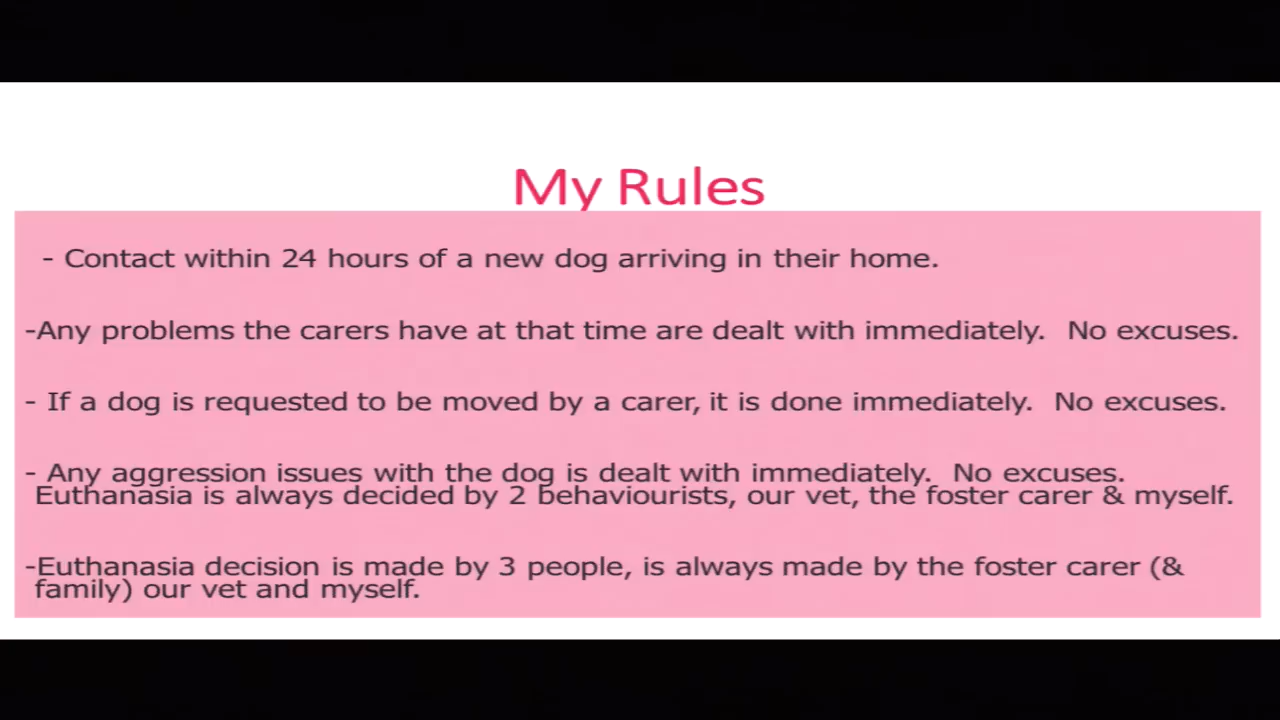 My Rules
- Contact within 24 hours of a new dog arriving in their home.
-Any problems the carers have at that time are dealt with immediately.  No excuses.
- If a dog is requested to be moved by a carer, it is done immediately.  No excuses.
- Any aggression issues with the dog is dealt with immediately.  No excuses.
Euthanasia is always decided by 2 behaviourists, our vet, the foster carer & myself.
-Euthanasia decision is made by 3 people, is always made by the foster carer (&
family) our vet and myself.